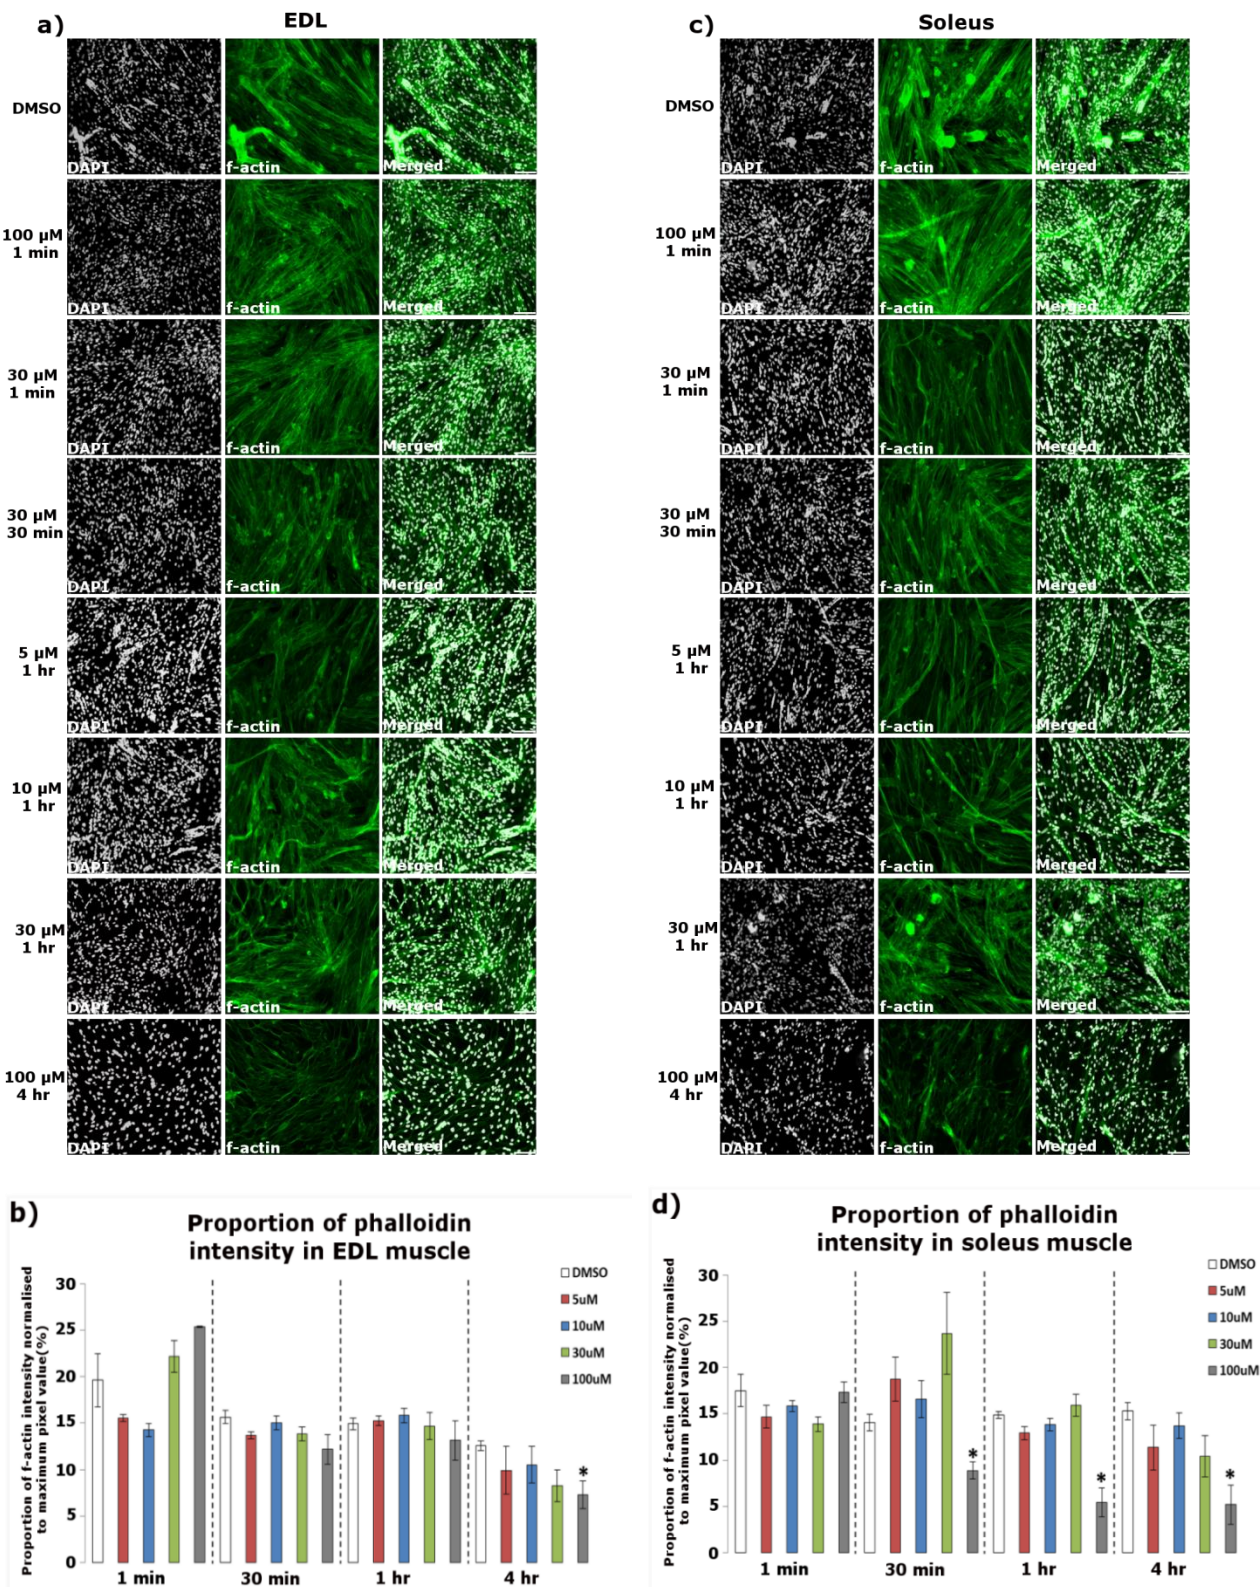 a)
EDL
DMSO
DAPI
f-actin
Merged
100 µM
1 min
DAPI
f-actin
Merged
30 µM
1 min
DAPI
f-actin
Merged
30 µM
30 min
DAPI
f-actin
Merged
5 µM
1 hr
DAPI
f-actin
Merged
10 µM
1 hr
DAPI
f-actin
Merged
30 µM
1 hr
DAPI
f-actin
Merged
100 µM
4 hr
DAPI
f-actin
Merged
c)
Soleus
DMSO
DAPI
f-actin
Merged
100 µM
1 min
DAPI
f-actin
Merged
30 µM
1 min
DAPI
f-actin
Merged
30 µM
30 min
DAPI
f-actin
Merged
5 µM
1 hr
DAPI
f-actin
Merged
10 µM
1 hr
DAPI
f-actin
Merged
30 µM
1 hr
DAPI
f-actin
Merged
100 µM
4 hr
DAPI
f-actin
Merged
b)
Proportion of phalloidin
intensity in EDL muscle
Proportion of f-actin intensity normalised
to maximum pixel value(%)
30
25
20
15
10
5
0
DMSO
5uM
10uM
30uM
100uM
*
1 min
30 min
1 hr
4 hr
d)
Proportion of phalloidin
intensity in soleus muscle
Proportion of f-actin intensity normalised
to maximum pixel value(%)
30
25
20
15
10
5
0
DMSO
5uM
10uM
30uM
100uM
*
*
*
1 min
30 min
1 hr
4 hr